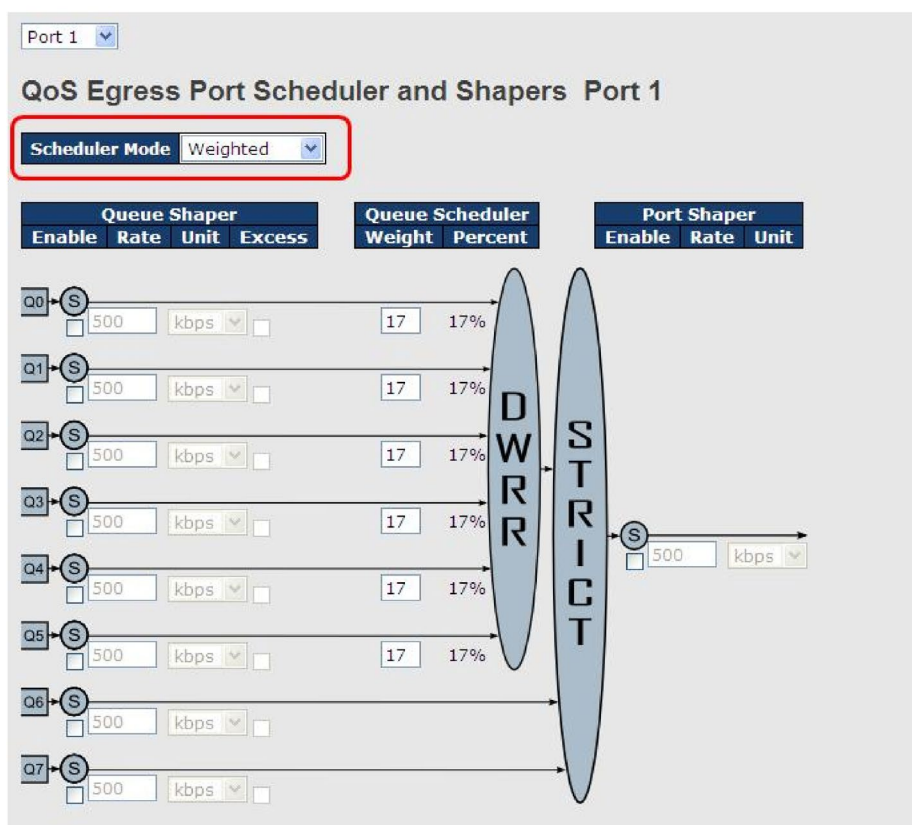 Port 1
QoS Egress Port Scheduler and Shapers Port 1
Scheduler Mode Weighted
Queue Shaper Queue Scheduler Port Shaper
Enable Rate Unit Excess Weight Percent Enable Rate Unit
Q0 S
500 kbps 17 17%
Q1 S
500 kbps 17 17%
Q2 S
500 kbps 17 17%
Q3 S
500 kbps 17 17%
Q4 S
500 kbps 17 17%
Q5 S
500 kbps 17 17%
Q6 S
500 kbps
Q7 S
500 kbps
DWRR
STRICT
S
500 kbps